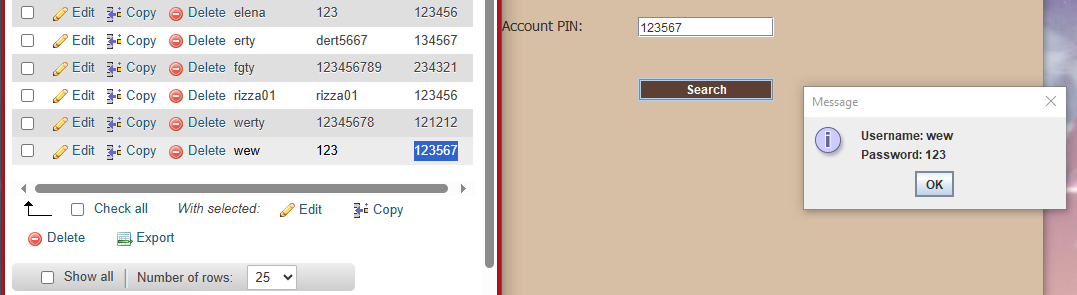 Edit Copy Delete elena 123 123456
Edit Copy Delete erty dert5667 134567
Edit Copy Delete fgty 123456789 234321
Edit Copy Delete rizza01 rizza01 123456
Edit Copy Delete werty 12345678 121212
Edit Copy Delete wew 123 123567
Check all With selected: Edit Copy
Delete Export
Show all Number of rows: 25
Account PIN: 123567
Search
Message
Username: wew
Password: 123
OK